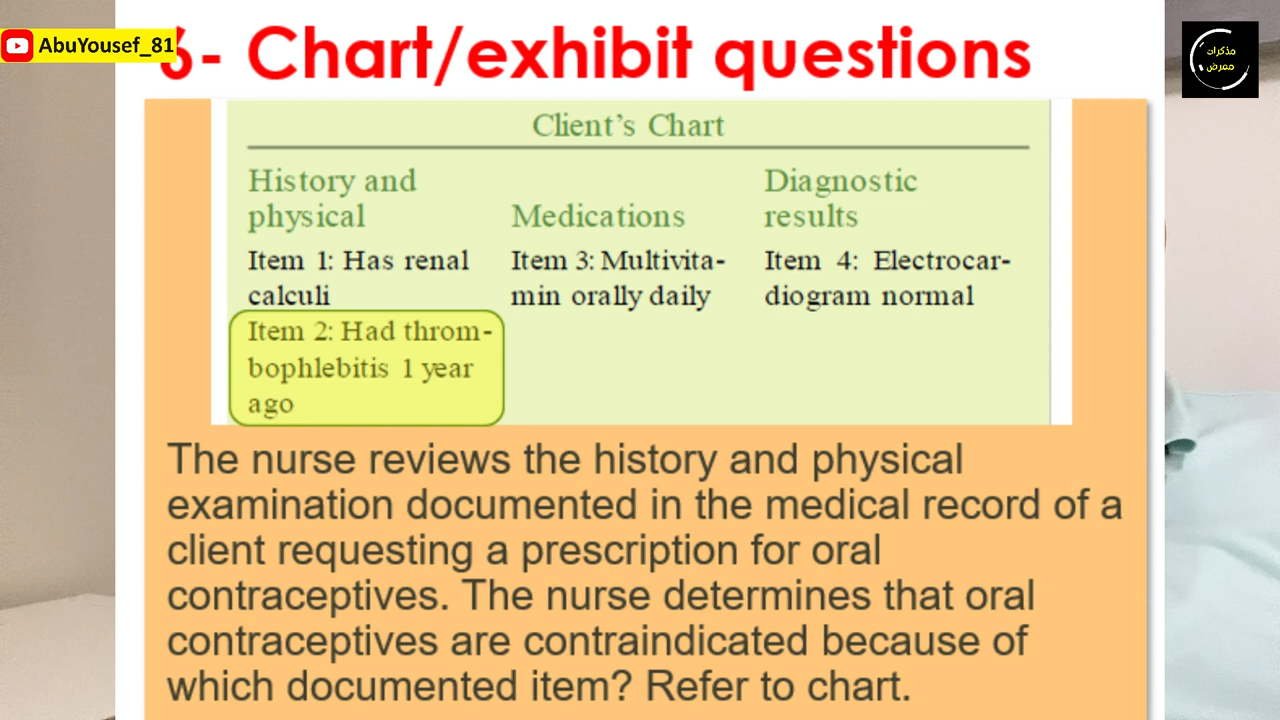 AbuYousef_81
6- Chart/exhibit questions
مذكرات
ممرض
Client's Chart
History and
physical
Medications
Diagnostic
results
Item 1: Has renal
calculi
Item 2: Had throm-
bophlebitis 1 year
ago
Item 3: Multivita-
min orally daily
Item 4: Electrocar-
diogram normal
The nurse reviews the history and physical
examination documented in the medical record of a
client requesting a prescription for oral
contraceptives. The nurse determines that oral
contraceptives are contraindicated because of
which documented item? Refer to chart.